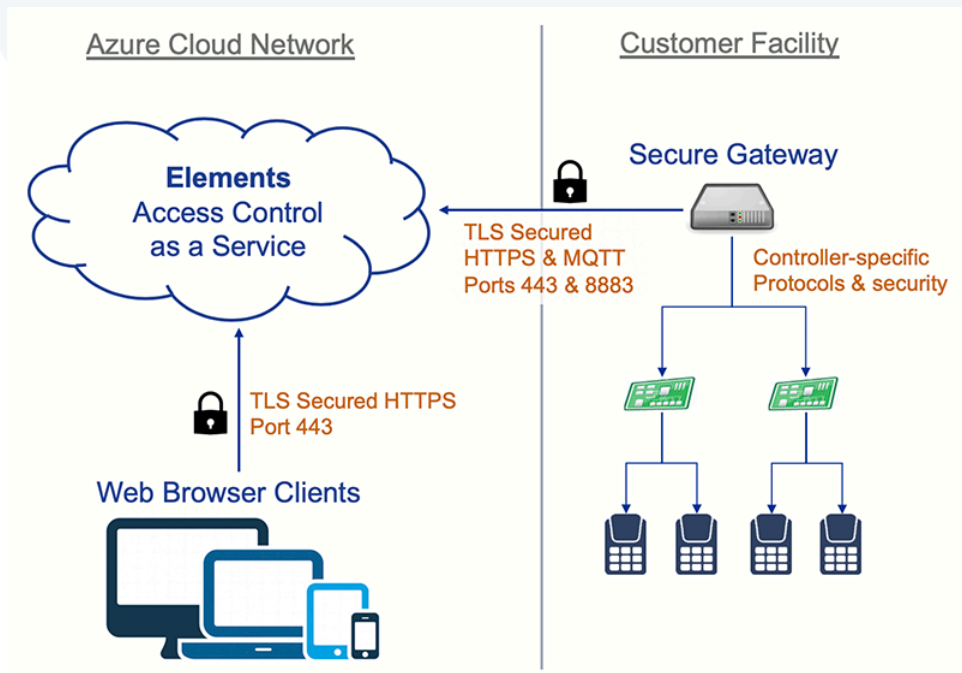 Azure Cloud Network
Customer Facility
Elements
Access Control
as a Service
Secure Gateway
TLS Secured
HTTPS & MQTT
Ports 443 & 8883
Controller-specific
Protocols & security
TLS Secured HTTPS
Port 443
Web Browser Clients